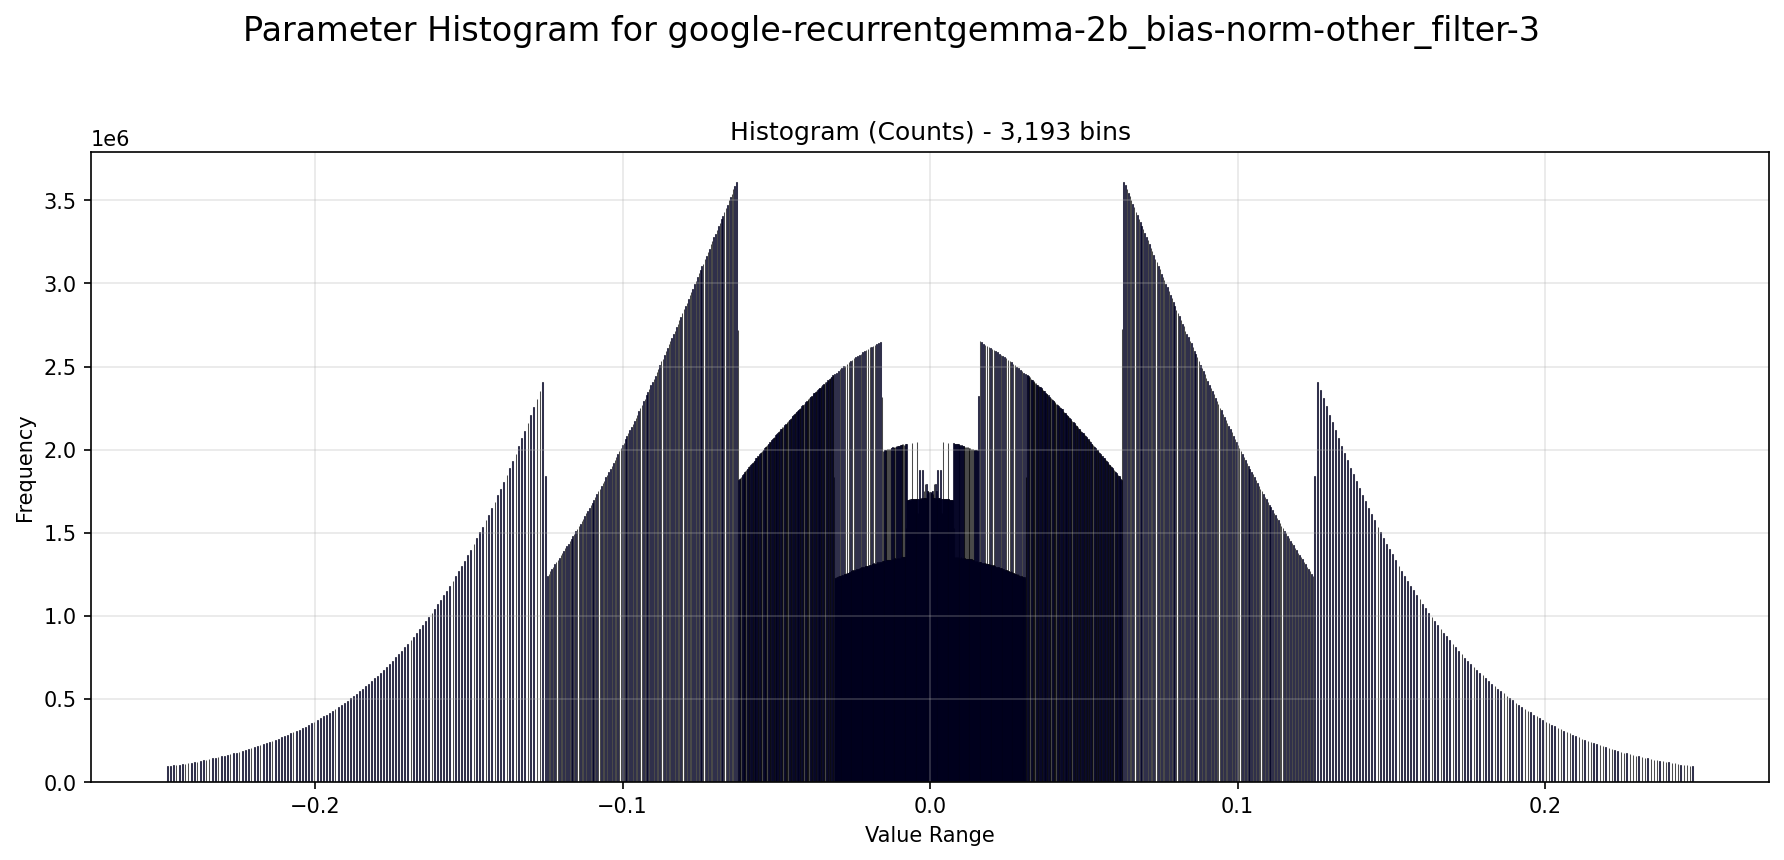 Parameter Histogram for google-recurrentgemma-2b_bias-norm-other_filter-3
Histogram (Counts) - 3,193 bins
1e6
3.5
3.0
2.5
2.0
1.5
1.0
0.5
0.0
Frequency
−0.2
−0.1
0.0
0.1
0.2
Value Range